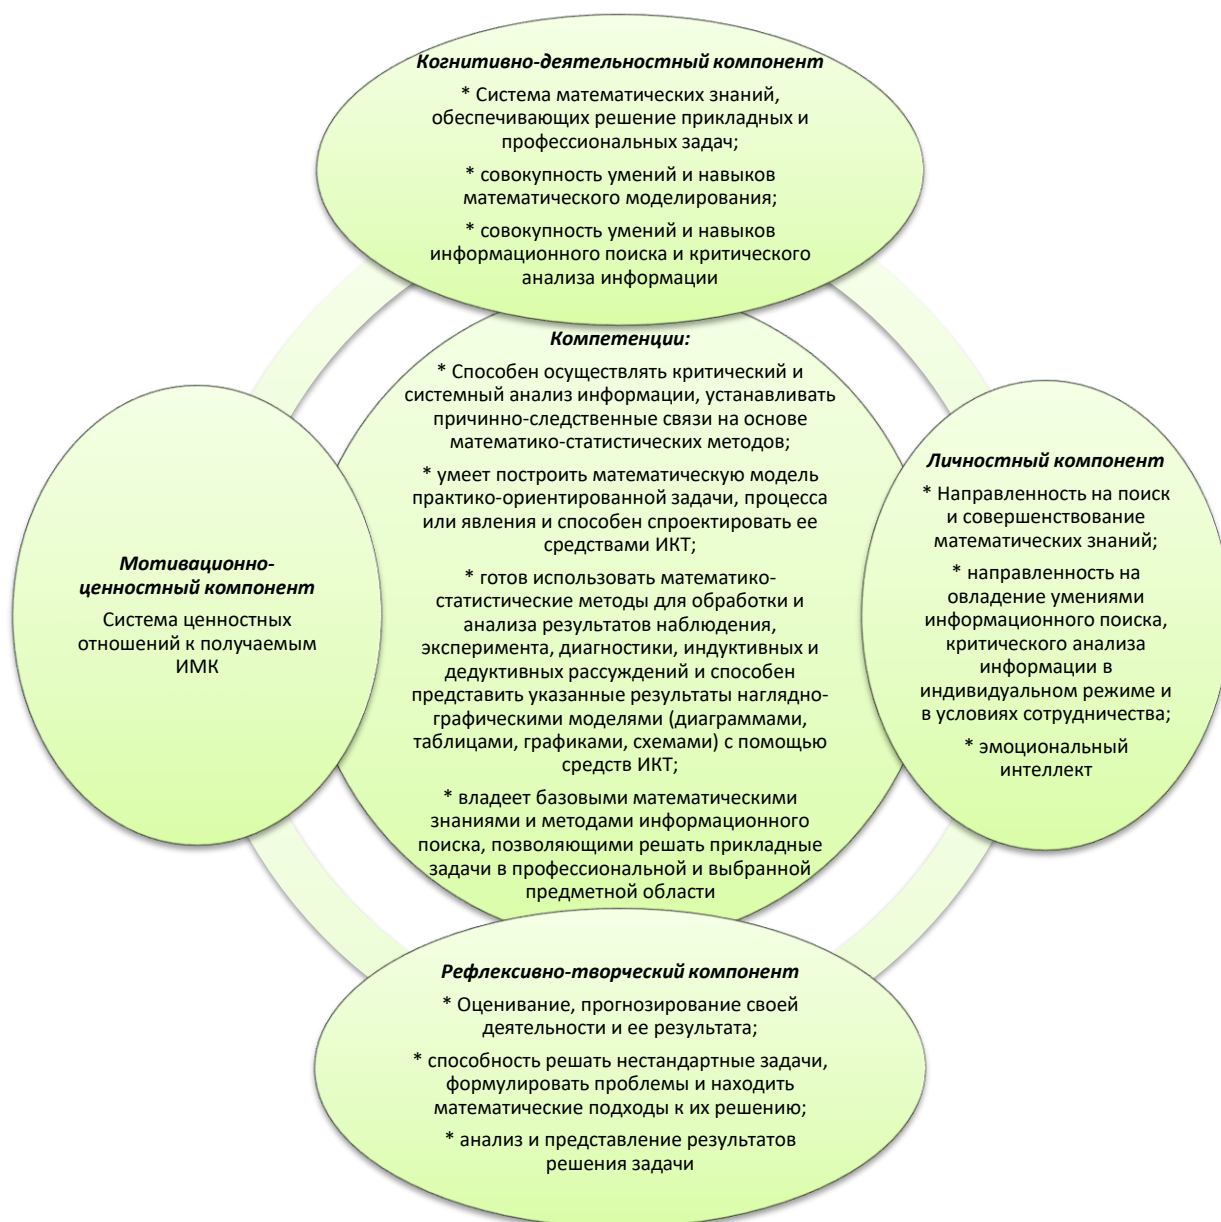 Когнитивно-деятельностный компонент
* Система математических знаний,
обеспечивающих решение прикладных и
профессиональных задач;
* совокупность умений и навыков
математического моделирования;
* совокупность умений и навыков
информационного поиска и критического
анализа информации
Компетенции:
* Способен осуществлять критический и
системный анализ информации, устанавливать
причинно-следственные связи на основе
математико-статистических методов;
* умеет построить математическую модель
практико-ориентированной задачи, процесса
или явления и способен спроектировать ее
средствами ИКТ;
* готов использовать математико-
статистические методы для обработки и
анализа результатов наблюдения,
эксперимента, диагностики, индуктивных и
дедуктивных рассуждений и способен
представить указанные результаты наглядно-
графическими моделями (диаграммами,
таблицами, графиками, схемами) с помощью
средств ИКТ;
* владеет базовыми математическими
знаниями и методами информационного
поиска, позволяющими решать прикладные
задачи в профессиональной и выбранной
предметной области
Мотивационно-
ценностный компонент
Система ценностных
отношений к получаемым
ИМК
Личностный компонент
* Направленность на поиск
и совершенствование
математических знаний;
* направленность на
овладение умениями
информационного поиска,
критического анализа
информации в
индивидуальном режиме и
в условиях сотрудничества;
* эмоциональный
интеллект
Рефлексивно-творческий компонент
* Оценивание, прогнозирование своей
деятельности и ее результата;
* способность решать нестандартные задачи,
формулировать проблемы и находить
математические подходы к их решению;
* анализ и представление результатов
решения задачи